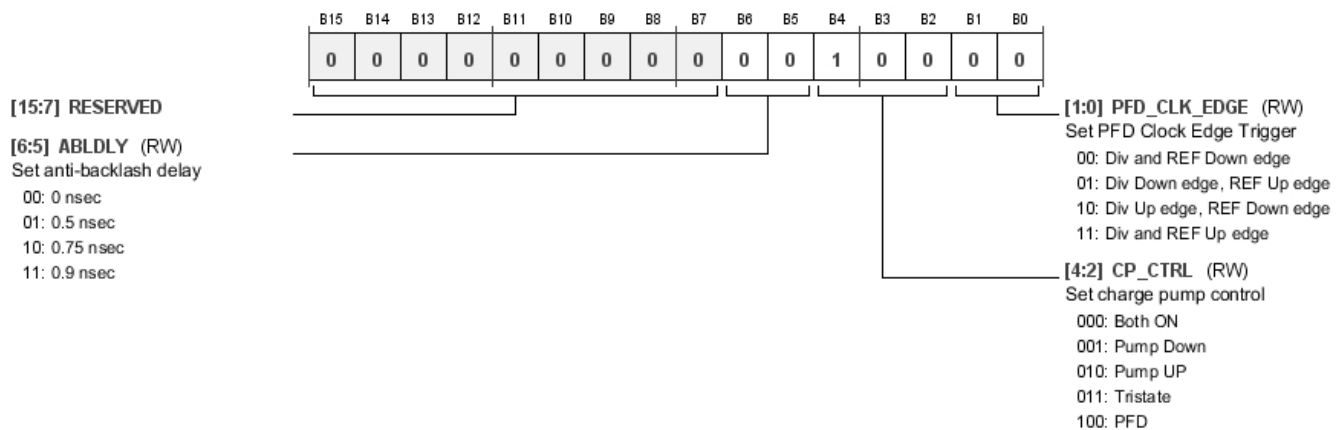 B15 B14 B13 B12 B11 B10 B9 B8 B7 B6 B5 B4 B3 B2 B1 B0
0 0 0 0 0 0 0 0 0 0 0 1 0 0 0 0
[15:7] RESERVED
[6:5] ABLDLY (RW)
Set anti-backlash delay
00: 0 nsec
01: 0.5 nsec
10: 0.75 nsec
11: 0.9 nsec
[1:0] PFD_CLK_EDGE (RW)
Set PFD Clock Edge Trigger
00: Div and REF Down edge
01: Div Down edge, REF Up edge
10: Div Up edge, REF Down edge
11: Div and REF Up edge
[4:2] CP_CTRL (RW)
Set charge pump control
000: Both ON
001: Pump Down
010: Pump UP
011: Tristate
100: PFD